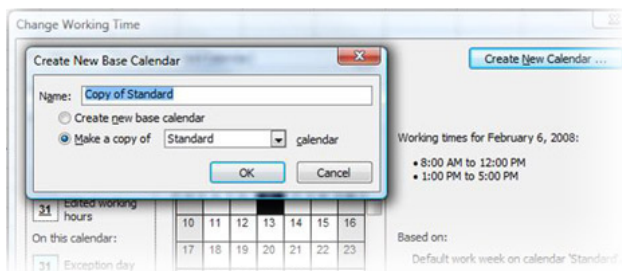 Change Working Time
Create New Base Calendar
Create New Calendar ...
Name: Copy of Standard
Create new base calendar
Make a copy of Standard calendar
OK Cancel
Working times for February 6, 2008:
• 8:00 AM to 12:00 PM
• 1:00 PM to 5:00 PM
31 Edited working hours
10 11 12 13 14 15 16
On this calendar:
17 18 19 20 21 22 23
31 Exception day
Based on:
Default work week on calendar 'Standard'.